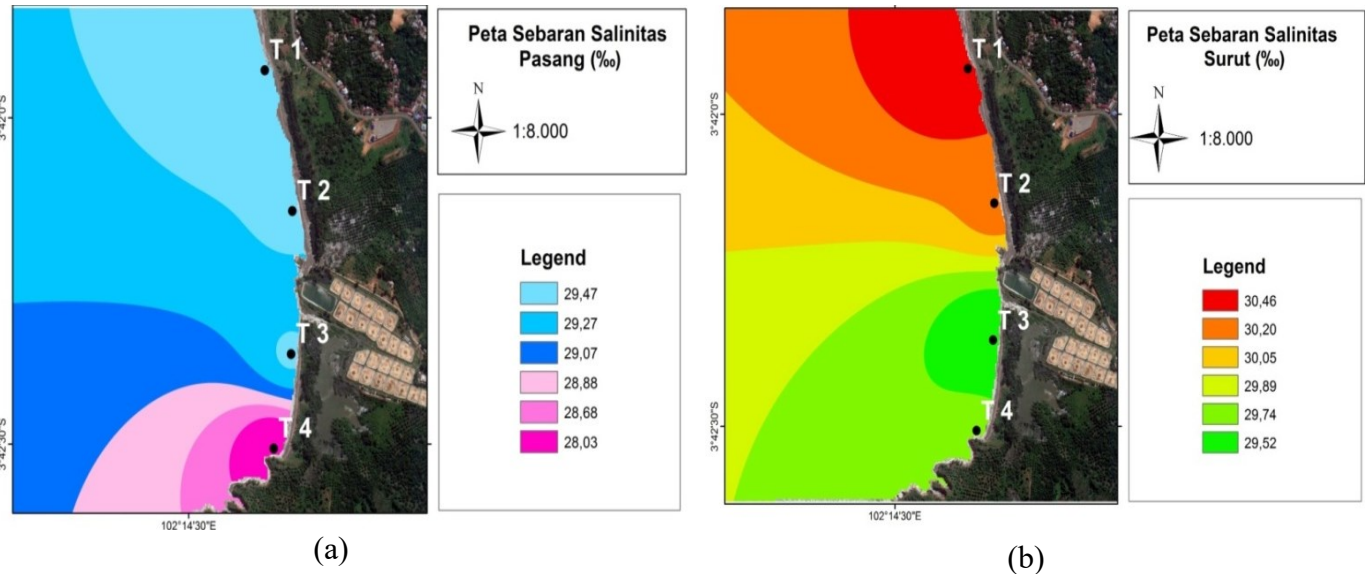 T 1
T 2
T 3
T 4
3°42'0"S
3°42'30"S
102°14'30"E
Peta Sebaran Salinitas
Pasang (‰)
N
1:8.000
Legend
29,47
29,27
29,07
28,88
28,68
28,03
(a)
T 1
T 2
T 3
T 4
3°42'0"S
3°42'30"S
102°14'30"E
Peta Sebaran Salinitas
Surut (‰)
N
1:8.000
Legend
30,46
30,20
30,05
29,89
29,74
29,52
(b)